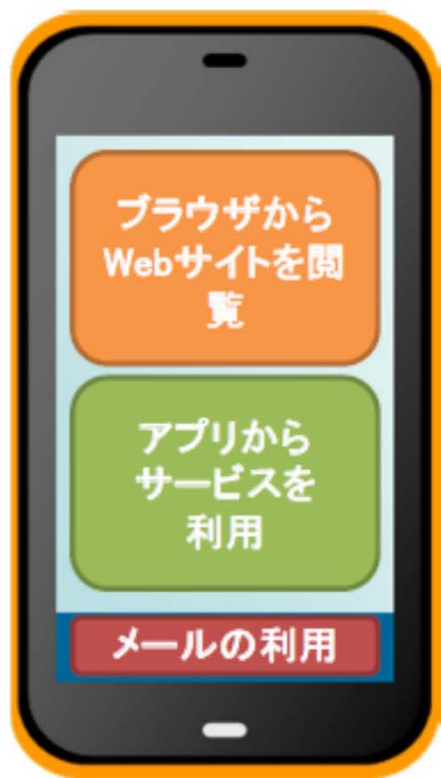 ブラウザから
Webサイトを閲
覧
アプリから
サービスを
利用
メールの利用